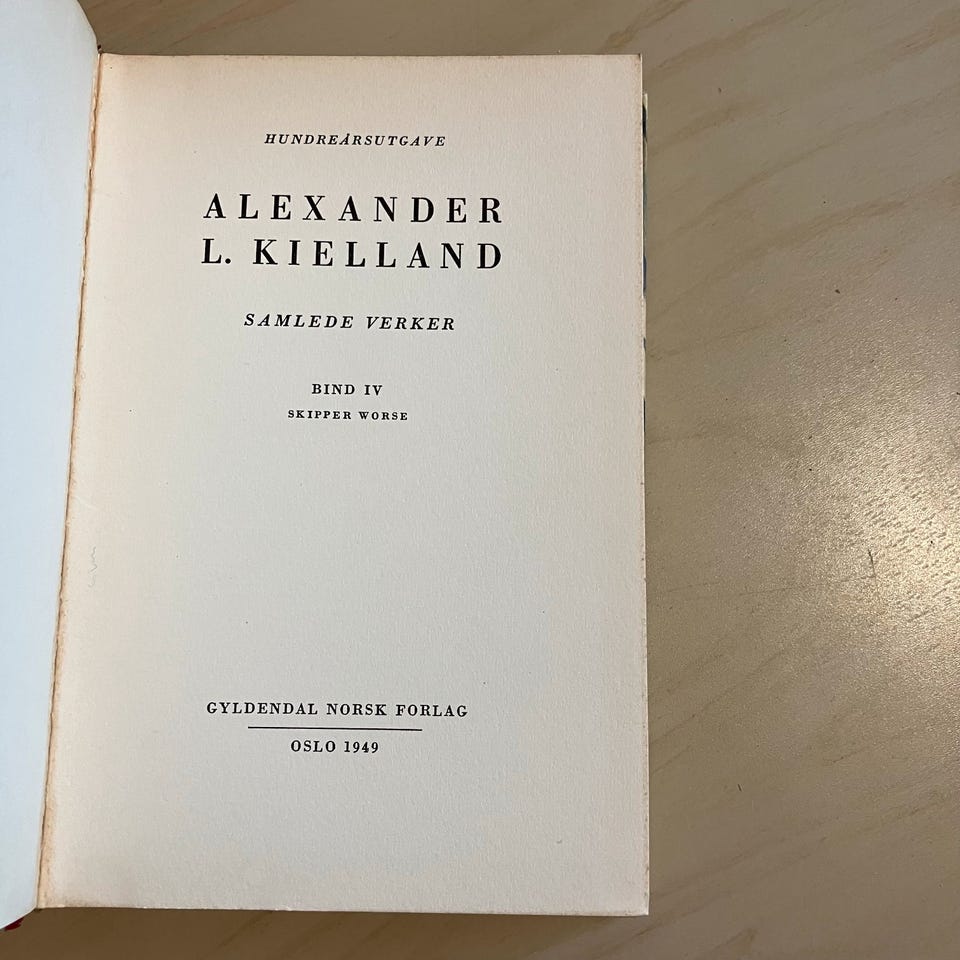 HUNDREÅRSUTGAVE
ALEXANDER
L. KIELLAND
SAMLEDE VERKER
BIND IV
SKIPPER WORSE
GYLDENDAL NORSK FORLAG
OSLO 1949